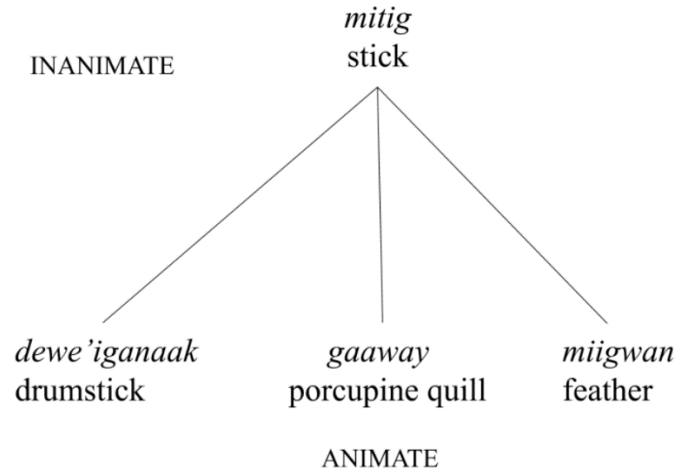 mitig
stick
INANIMATE
dewe’iganaak
drumstick
gaaway
porcupine quill
miigwan
feather
ANIMATE